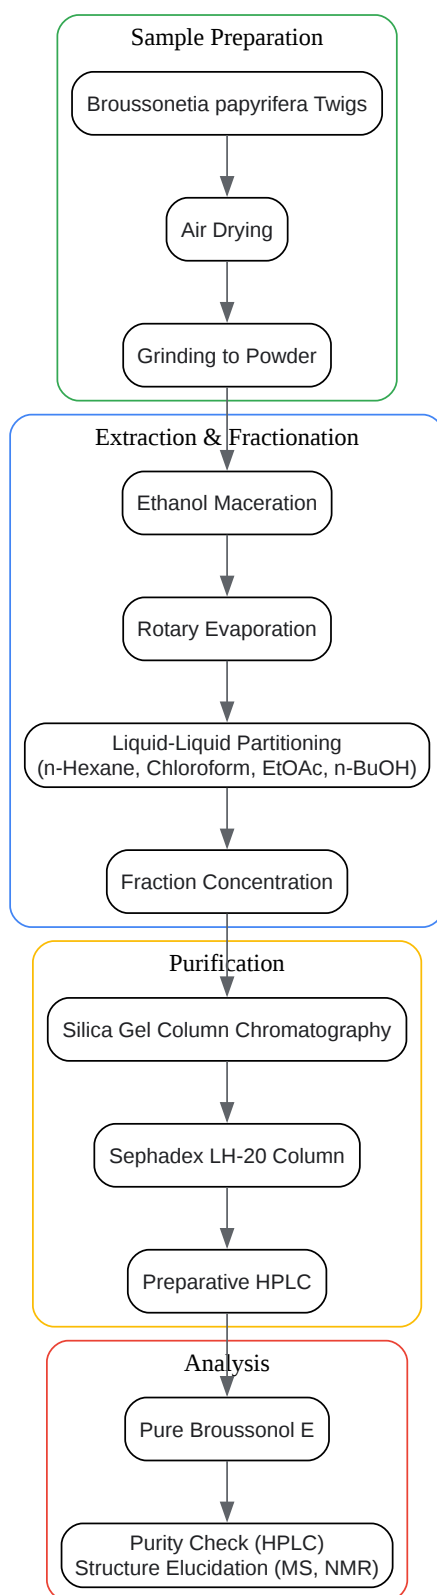 Sample Preparation
Broussonetia papyrifera Twigs
Air Drying
Grinding to Powder
Extraction & Fractionation
Ethanol Maceration
Rotary Evaporation
Liquid-Liquid Partitioning
(n-Hexane, Chloroform, EtOAc, n-BuOH)
Fraction Concentration
Purification
Silica Gel Column Chromatography
Sephadex LH-20 Column
Preparative HPLC
Analysis
Pure Broussonol E
Purity Check (HPLC)
Structure Elucidation (MS, NMR)